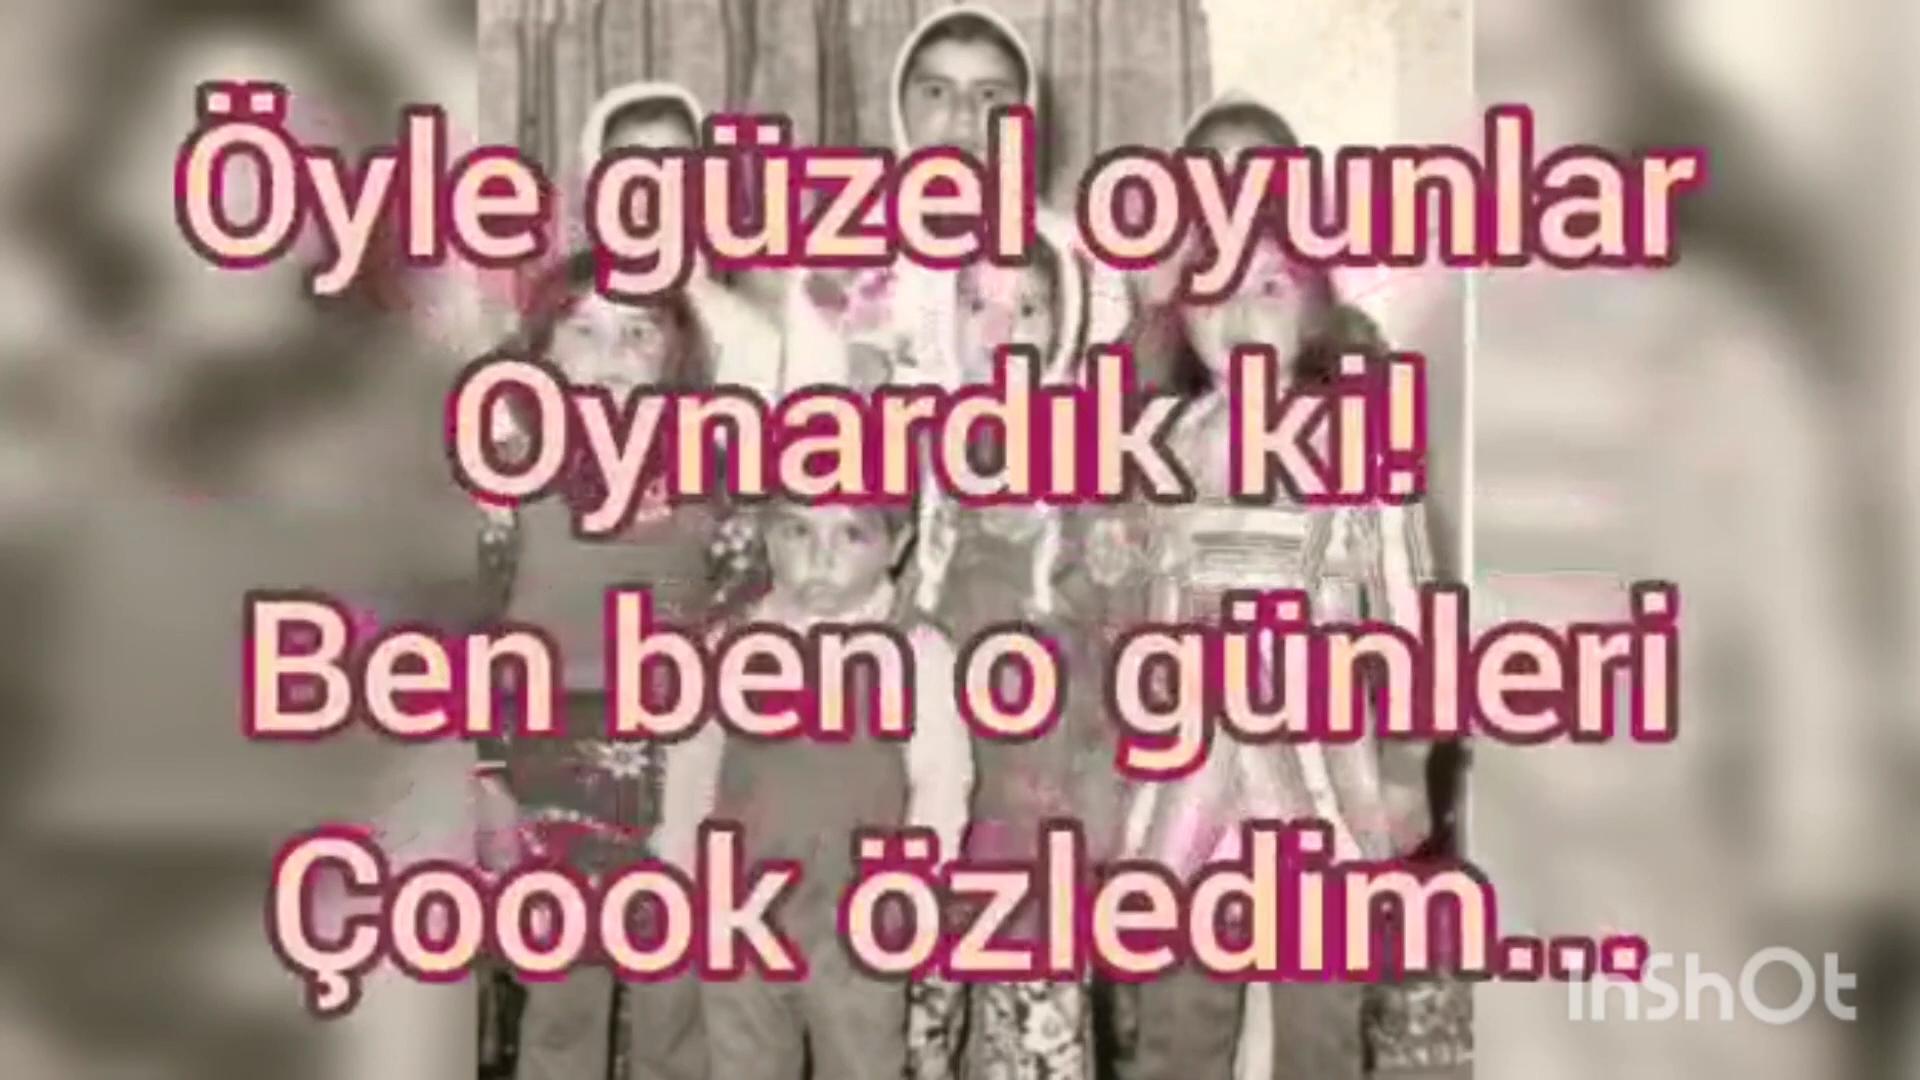 Öyle güzel oyunlar
Oynardık ki!
Ben ben o günleri
Çoook özledim...
InShOt